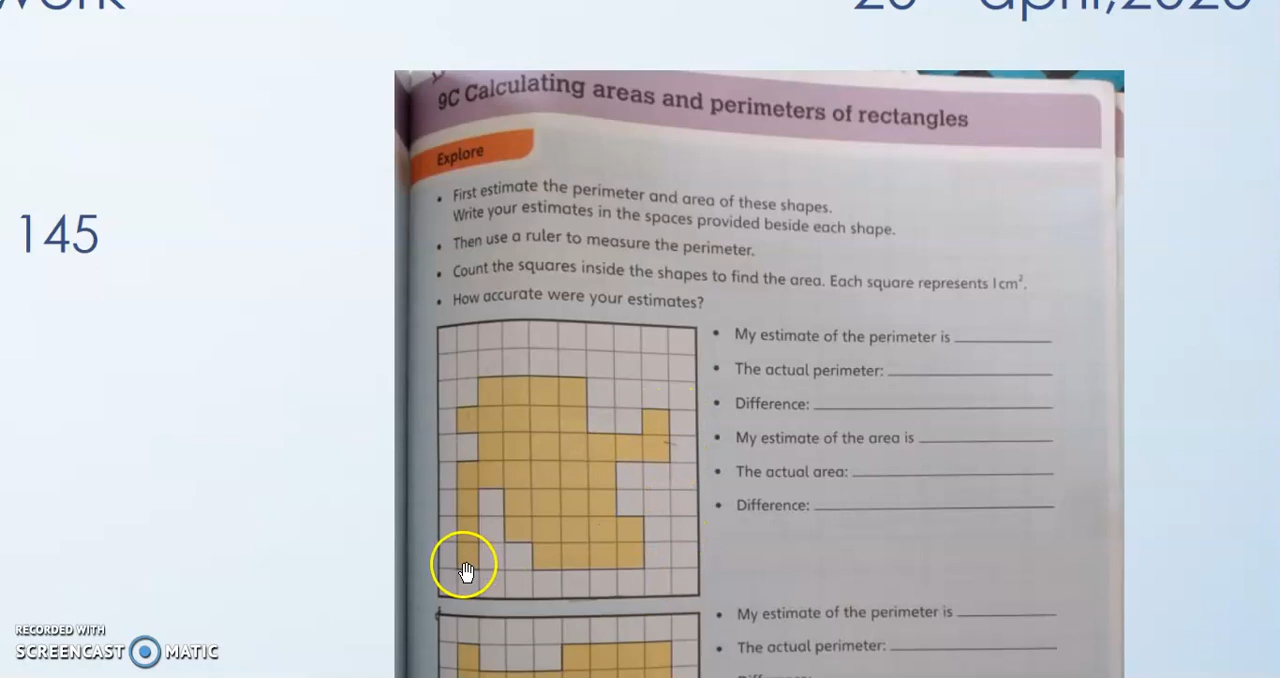 145
9C Calculating areas and perimeters of rectangles
Explore
• First estimate the perimeter and area of these shapes.
Write your estimates in the spaces provided beside each shape.
• Then use a ruler to measure the perimeter.
• Count the squares inside the shapes to find the area. Each square represents 1cm².
• How accurate were your estimates?
• My estimate of the perimeter is
• The actual perimeter:
• Difference:
• My estimate of the area is
• The actual area:
• Difference:
• My estimate of the perimeter is
• The actual perimeter:
RECORDED WITH
SCREENCAST MATIC